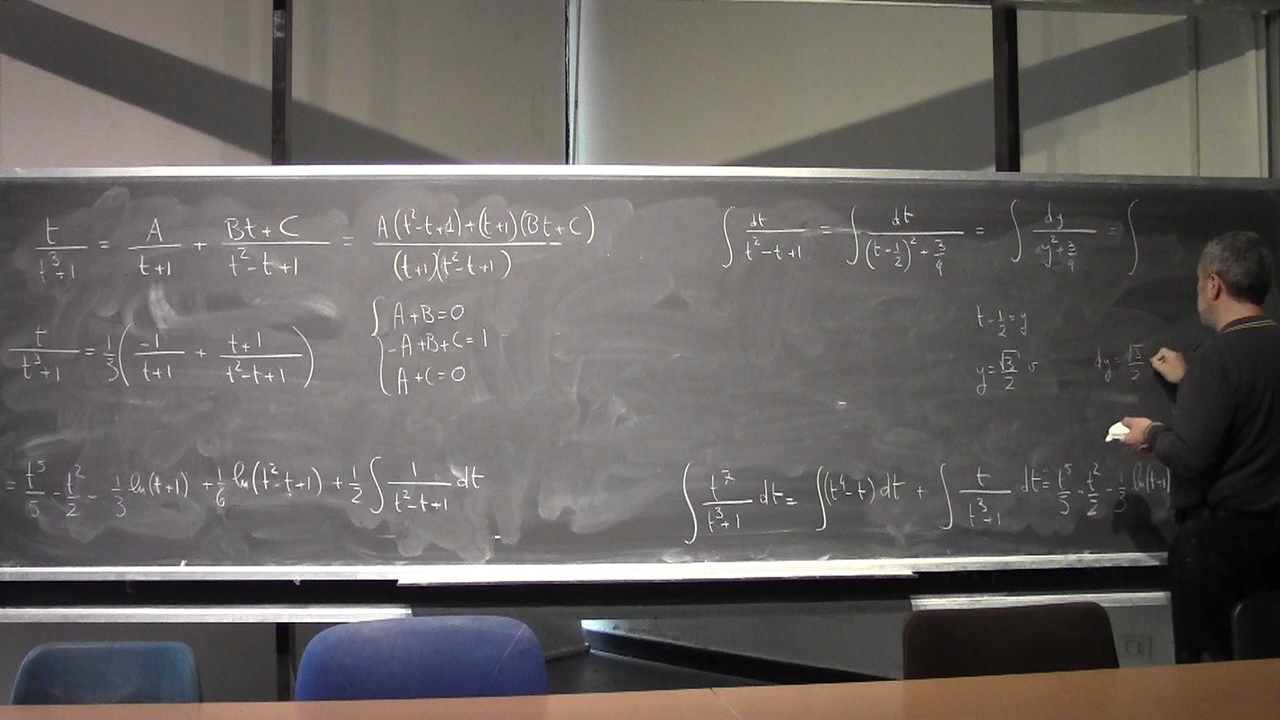 t/(t³+1) = A/(t+1) + (Bt+C)/(t²-t+1) = (A(t²-t+1)+(t+1)(Bt+C))/((t+1)(t²-t+1))
{ A+B=0
-A+B+C=1
A+C=0
t/(t³+1) = 1/3(-1/(t+1) + (t+1)/(t²-t+1))
= t⁵/5 - t²/2 - 1/3 ln(t+1) + 1/6 ln(t²-t+1) + 1/2 ∫ 1/(t²-t+1) dt
∫ dt/(t²-t+1) = ∫ dt/((t-1/2)²+3/4) = ∫ dy/(y²+3/4) = ∫
t-1/2=y
y=√3/2 v dy=√3/2
∫ t⁷/(t³+1) dt = ∫(t⁴-t) dt + ∫ t/(t³+1) dt = t⁵/5 - t²/2 - 1/3 ln(t+1)